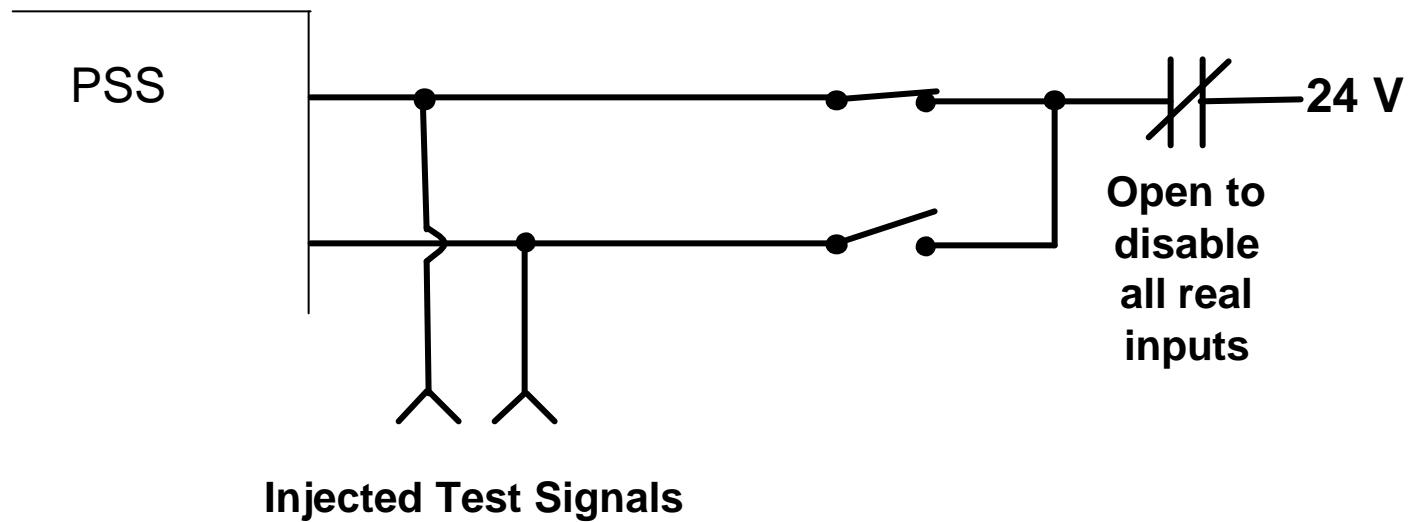 PSS
24 V
Open to
disable
all real
inputs
Injected Test Signals